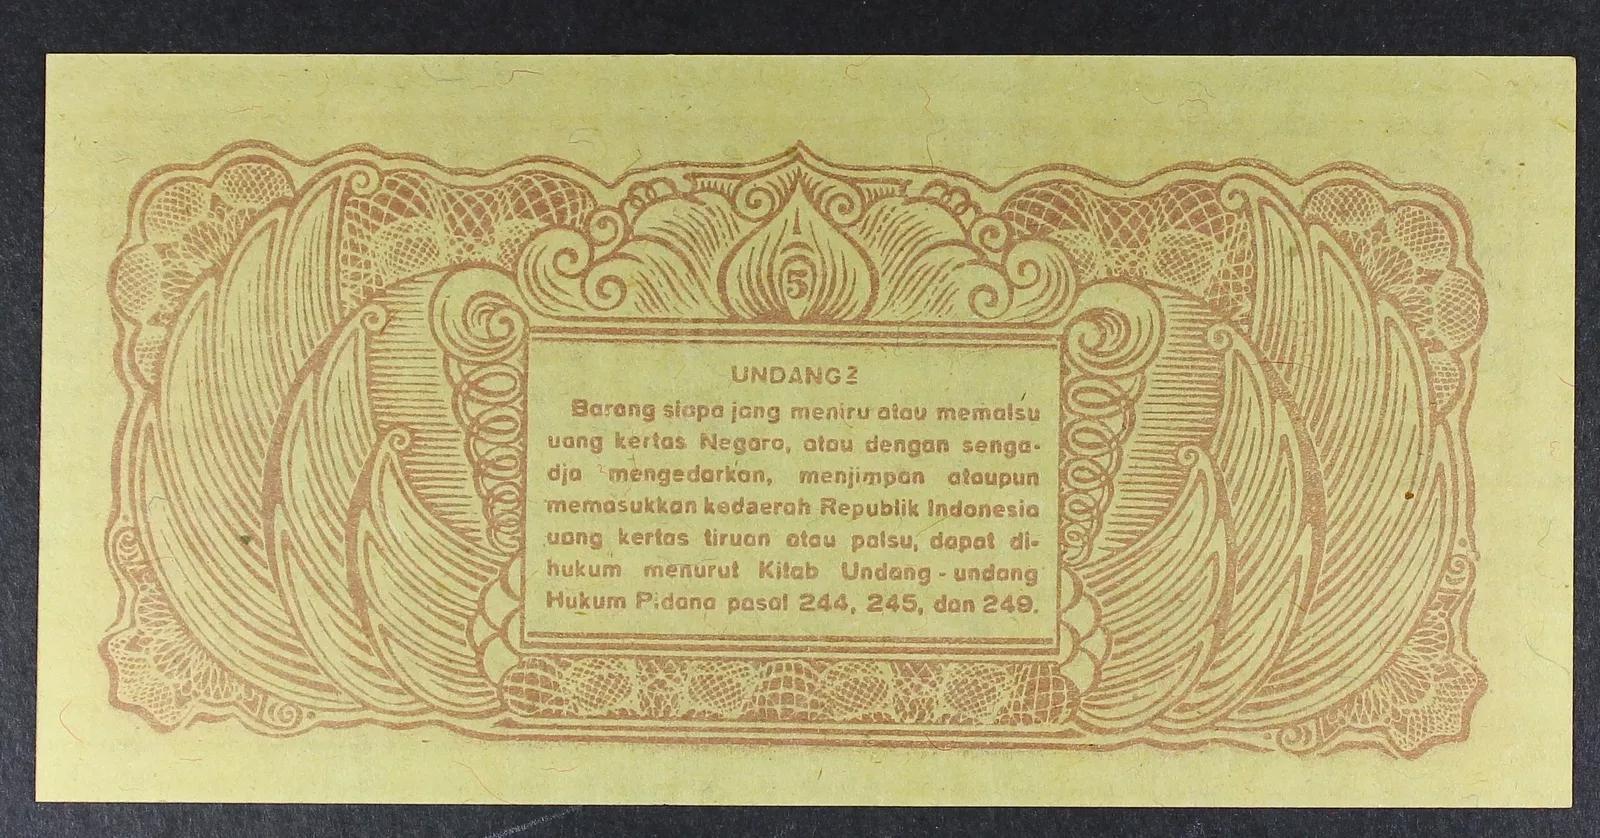 5
UNDANG2
Barang siapa jang meniru atau memalsu
uang kertas Negara, atau dengan senga-
dja mengedarkan, menjimpan ataupun
memasukkan kedaerah Republik Indonesia
uang kertas tiruan atau palsu, dapat di-
hukum menurut Kitab Undang-undang
Hukum Pidana pasal 244, 245, dan 249.